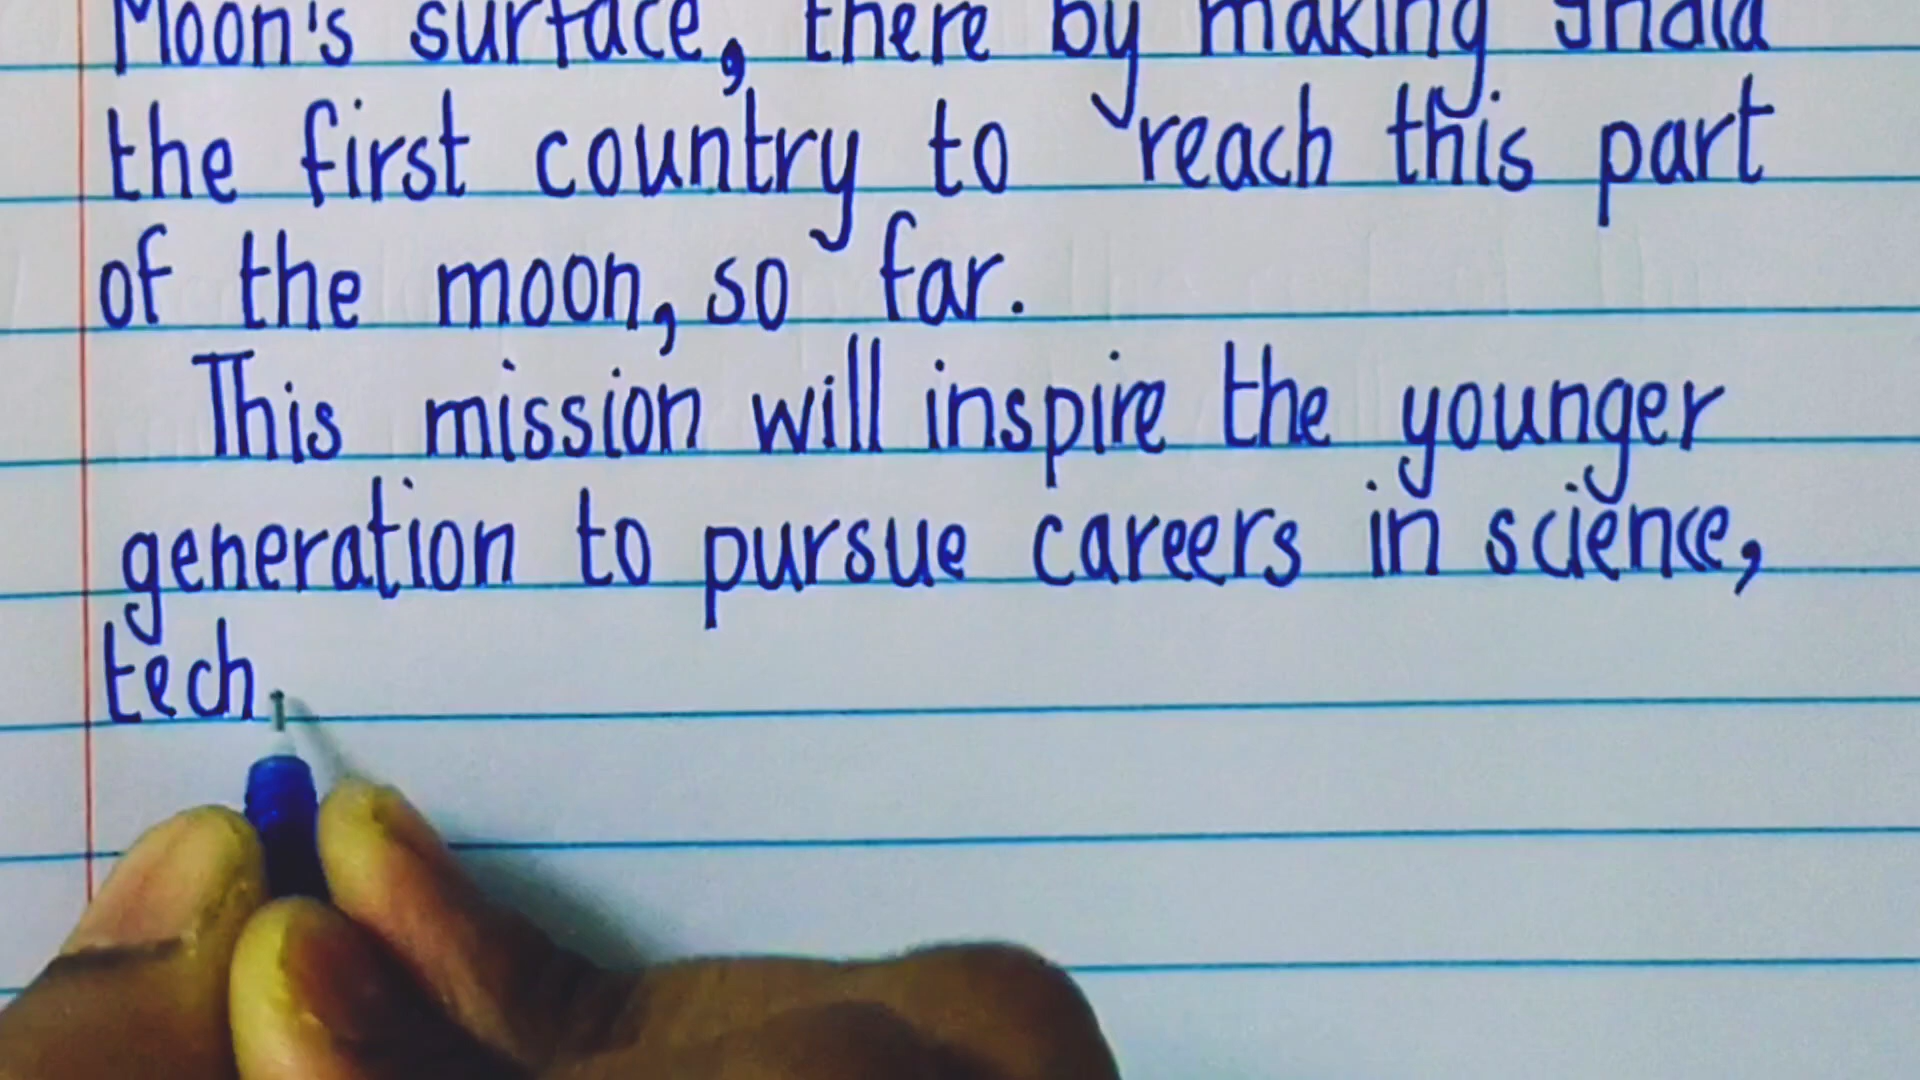 Moon's surface, there by making India
the first country to reach this part
of the moon, so far.
This mission will inspire the younger
generation to pursue careers in science,
tech